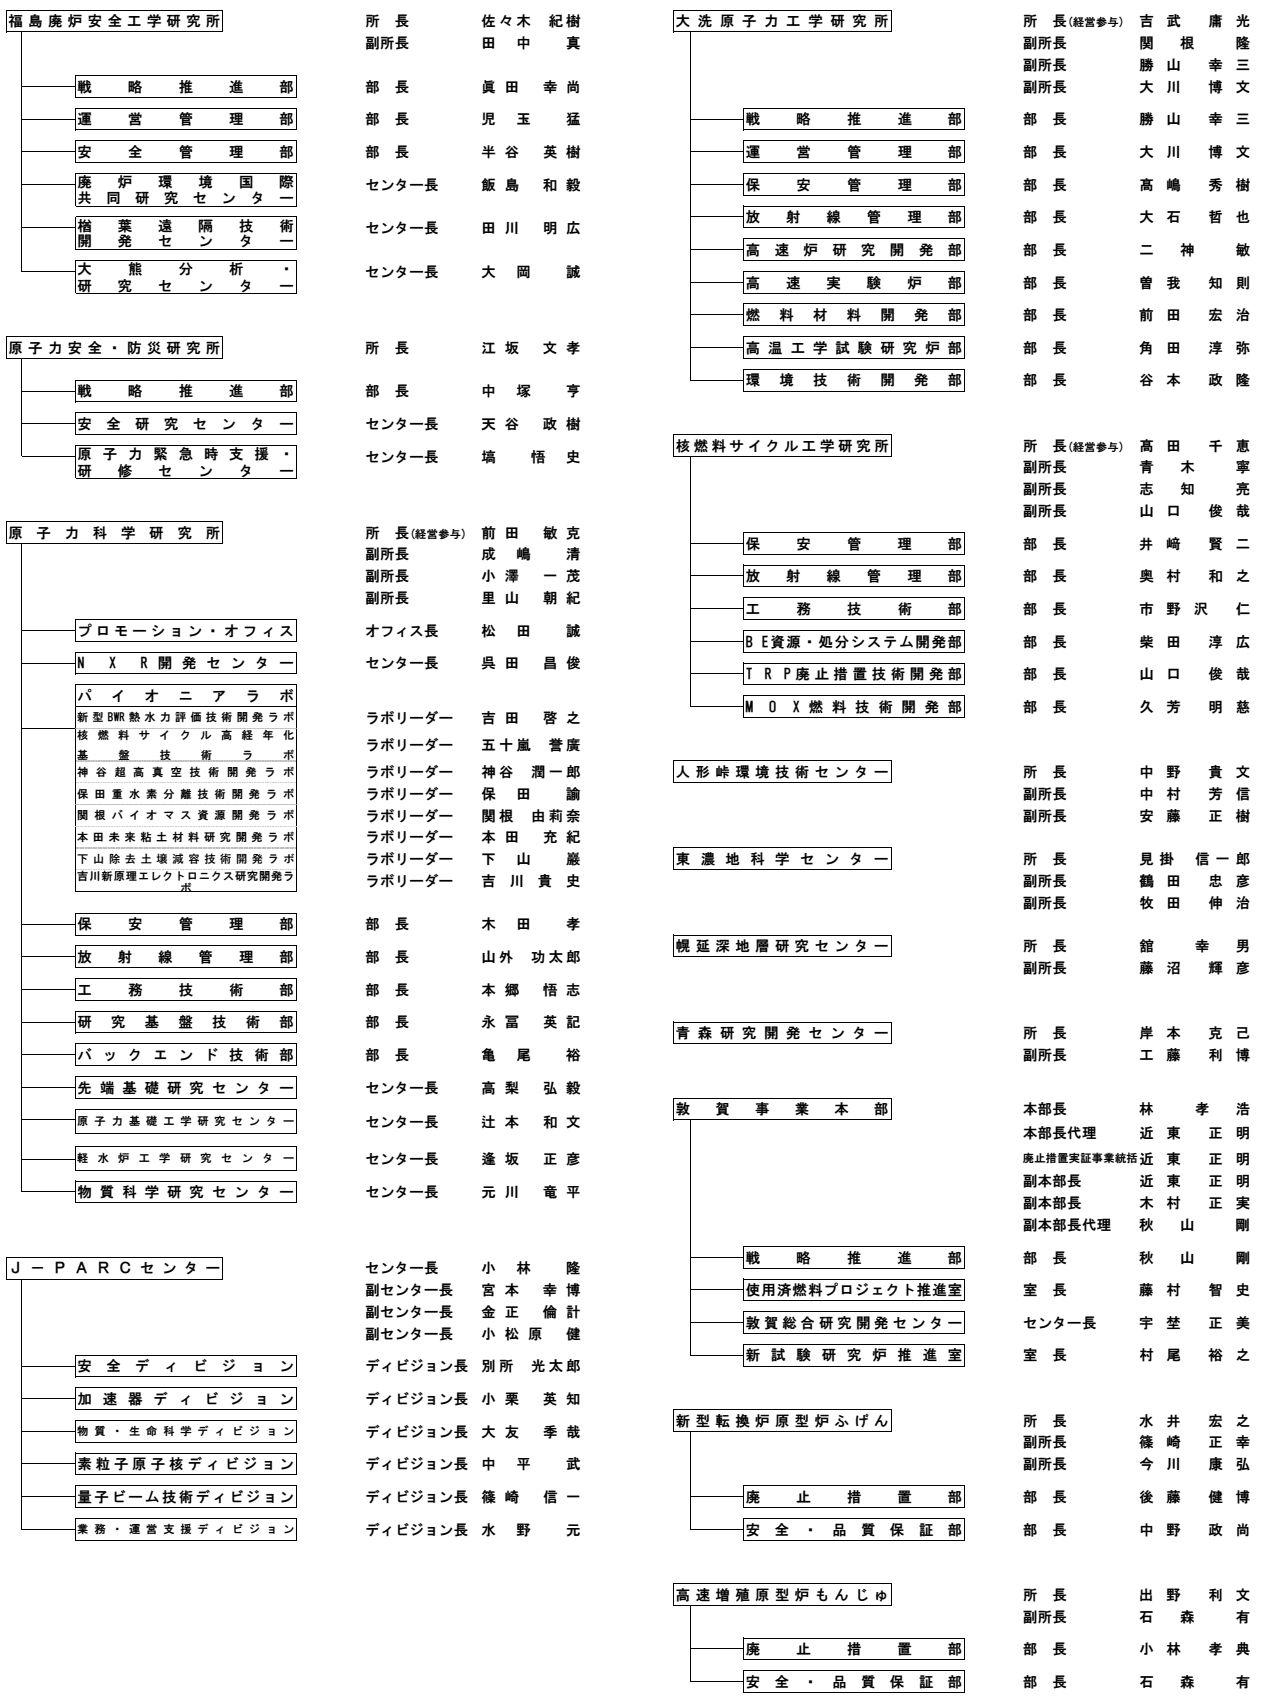 福島廃炉安全工学研究所 所 長 佐々木 紀樹
副所長 田中 真
戦略推進部 部 長 眞田 幸尚
運営管理部 部 長 児玉 猛
安全管理部 部 長 半谷 英樹
廃炉環境国際
共同研究センター センター長 飯島 和毅
楢葉遠隔技術
開発センター センター長 田川 明広
大熊分析・
研究センター センター長 大岡 誠
原子力安全・防災研究所 所 長 江坂 文孝
戦略推進部 部 長 中塚 亨
安全研究センター センター長 天谷 政樹
原子力緊急時支援・
研修センター センター長 塙 悟史
原子力科学研究所 所 長(経営参与) 前田 敏克
副所長 成嶋 清
副所長 小澤 一茂
副所長 里山 朝紀
プロモーション・オフィス オフィス長 松田 誠
NXR開発センター センター長 呉田 昌俊
パイオニアラボ
新型BWR熱水力評価技術開発ラボ ラボリーダー 吉田 啓之
核燃料サイクル高経年化
基盤技術ラボ ラボリーダー 五十嵐 誉廣
神谷超高真空技術開発ラボ ラボリーダー 神谷 潤一郎
保田重水素分離技術開発ラボ ラボリーダー 保田 諭
関根バイオマス資源開発ラボ ラボリーダー 関根 由莉奈
本田未来粘土材料研究開発ラボ ラボリーダー 本田 充紀
下山除去土壌減容技術開発ラボ ラボリーダー 下山 巖
吉川新原理エレクトロニクス研究開発ラ
ボ ラボリーダー 吉川 貴史
保安管理部 部 長 木田 孝
放射線管理部 部 長 山外 功太郎
工務技術部 部 長 本郷 悟志
研究基盤技術部 部 長 永冨 英記
バックエンド技術部 部 長 亀尾 裕
先端基礎研究センター センター長 高梨 弘毅
原子力基礎工学研究センター センター長 辻本 和文
軽水炉工学研究センター センター長 逢坂 正彦
物質科学研究センター センター長 元川 竜平
J-PARCセンター センター長 小林 隆
副センター長 宮本 幸博
副センター長 金正 倫計
副センター長 小松原 健
安全ディビジョン ディビジョン長 別所 光太郎
加速器ディビジョン ディビジョン長 小栗 英知
物質・生命科学ディビジョン ディビジョン長 大友 季哉
素粒子原子核ディビジョン ディビジョン長 中平 武
量子ビーム技術ディビジョン ディビジョン長 篠崎 信一
業務・運営支援ディビジョン ディビジョン長 水野 元
大洗原子力工学研究所 所 長(経営参与) 吉武 庸光
副所長 関根 隆
副所長 勝山 幸三
副所長 大川 博文
戦略推進部 部 長 勝山 幸三
運営管理部 部 長 大川 博文
保安管理部 部 長 高嶋 秀樹
放射線管理部 部 長 大石 哲也
高速炉研究開発部 部 長 二神 敏
高速実験炉部 部 長 曽我 知則
燃料材料開発部 部 長 前田 宏治
高温工学試験研究炉部 部 長 角田 淳弥
環境技術開発部 部 長 谷本 政隆
核燃料サイクル工学研究所 所 長(経営参与) 高田 千恵
副所長 青木 寧
副所長 志知 亮
副所長 山口 俊哉
保安管理部 部 長 井﨑 賢二
放射線管理部 部 長 奥村 和之
工務技術部 部 長 市野沢 仁
BE資源・処分システム開発部 部 長 柴田 淳広
TRP廃止措置技術開発部 部 長 山口 俊哉
MOX燃料技術開発部 部 長 久芳 明慈
人形峠環境技術センター 所 長 中野 貴文
副所長 中村 芳信
副所長 安藤 正樹
東濃地科学センター 所 長 見掛 信一郎
副所長 鶴田 忠彦
副所長 牧田 伸治
幌延深地層研究センター 所 長 舘 幸男
副所長 藤沼 輝彦
青森研究開発センター 所 長 岸本 克己
副所長 工藤 利博
敦賀事業本部 本部長 林 孝浩
本部長代理 近東 正明
廃止措置実証事業統括 近東 正明
副本部長 近東 正明
副本部長 木村 正実
副本部長代理 秋山 剛
戦略推進部 部 長 秋山 剛
使用済燃料プロジェクト推進室 室 長 藤村 智史
敦賀総合研究開発センター センター長 宇埜 正美
新試験研究炉推進室 室 長 村尾 裕之
新型転換炉原型炉ふげん 所 長 水井 宏之
副所長 篠崎 正幸
副所長 今川 康弘
廃止措置部 部 長 後藤 健博
安全・品質保証部 部 長 中野 政尚
高速増殖原型炉もんじゅ 所 長 出野 利文
副所長 石森 有
廃止措置部 部 長 小林 孝典
安全・品質保証部 部 長 石森 有